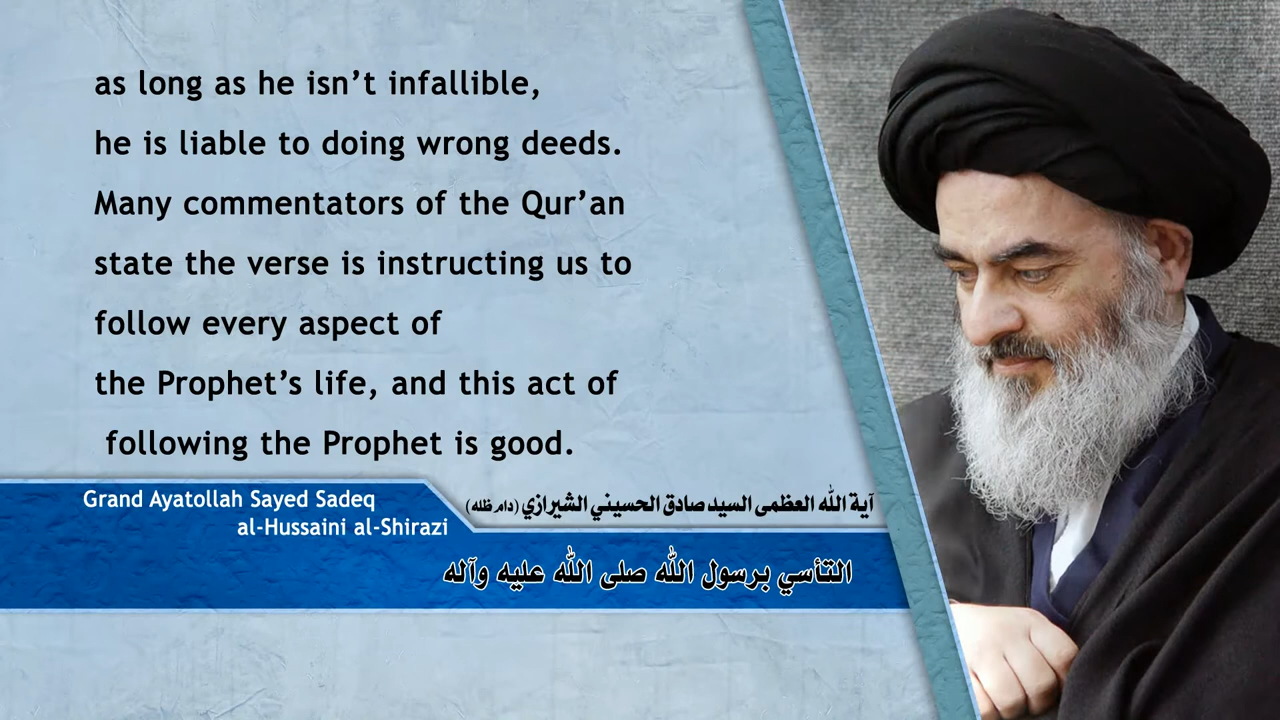 as long as he isn’t infallible,
he is liable to doing wrong deeds.
Many commentators of the Qur’an
state the verse is instructing us to
follow every aspect of
the Prophet’s life, and this act of
following the Prophet is good.
Grand Ayatollah Sayed Sadeq
al-Hussaini al-Shirazi
آية الله العظمى السيد صادق الحسيني الشيرازي (دام ظله)
التأسي برسول الله صلى الله عليه وآله